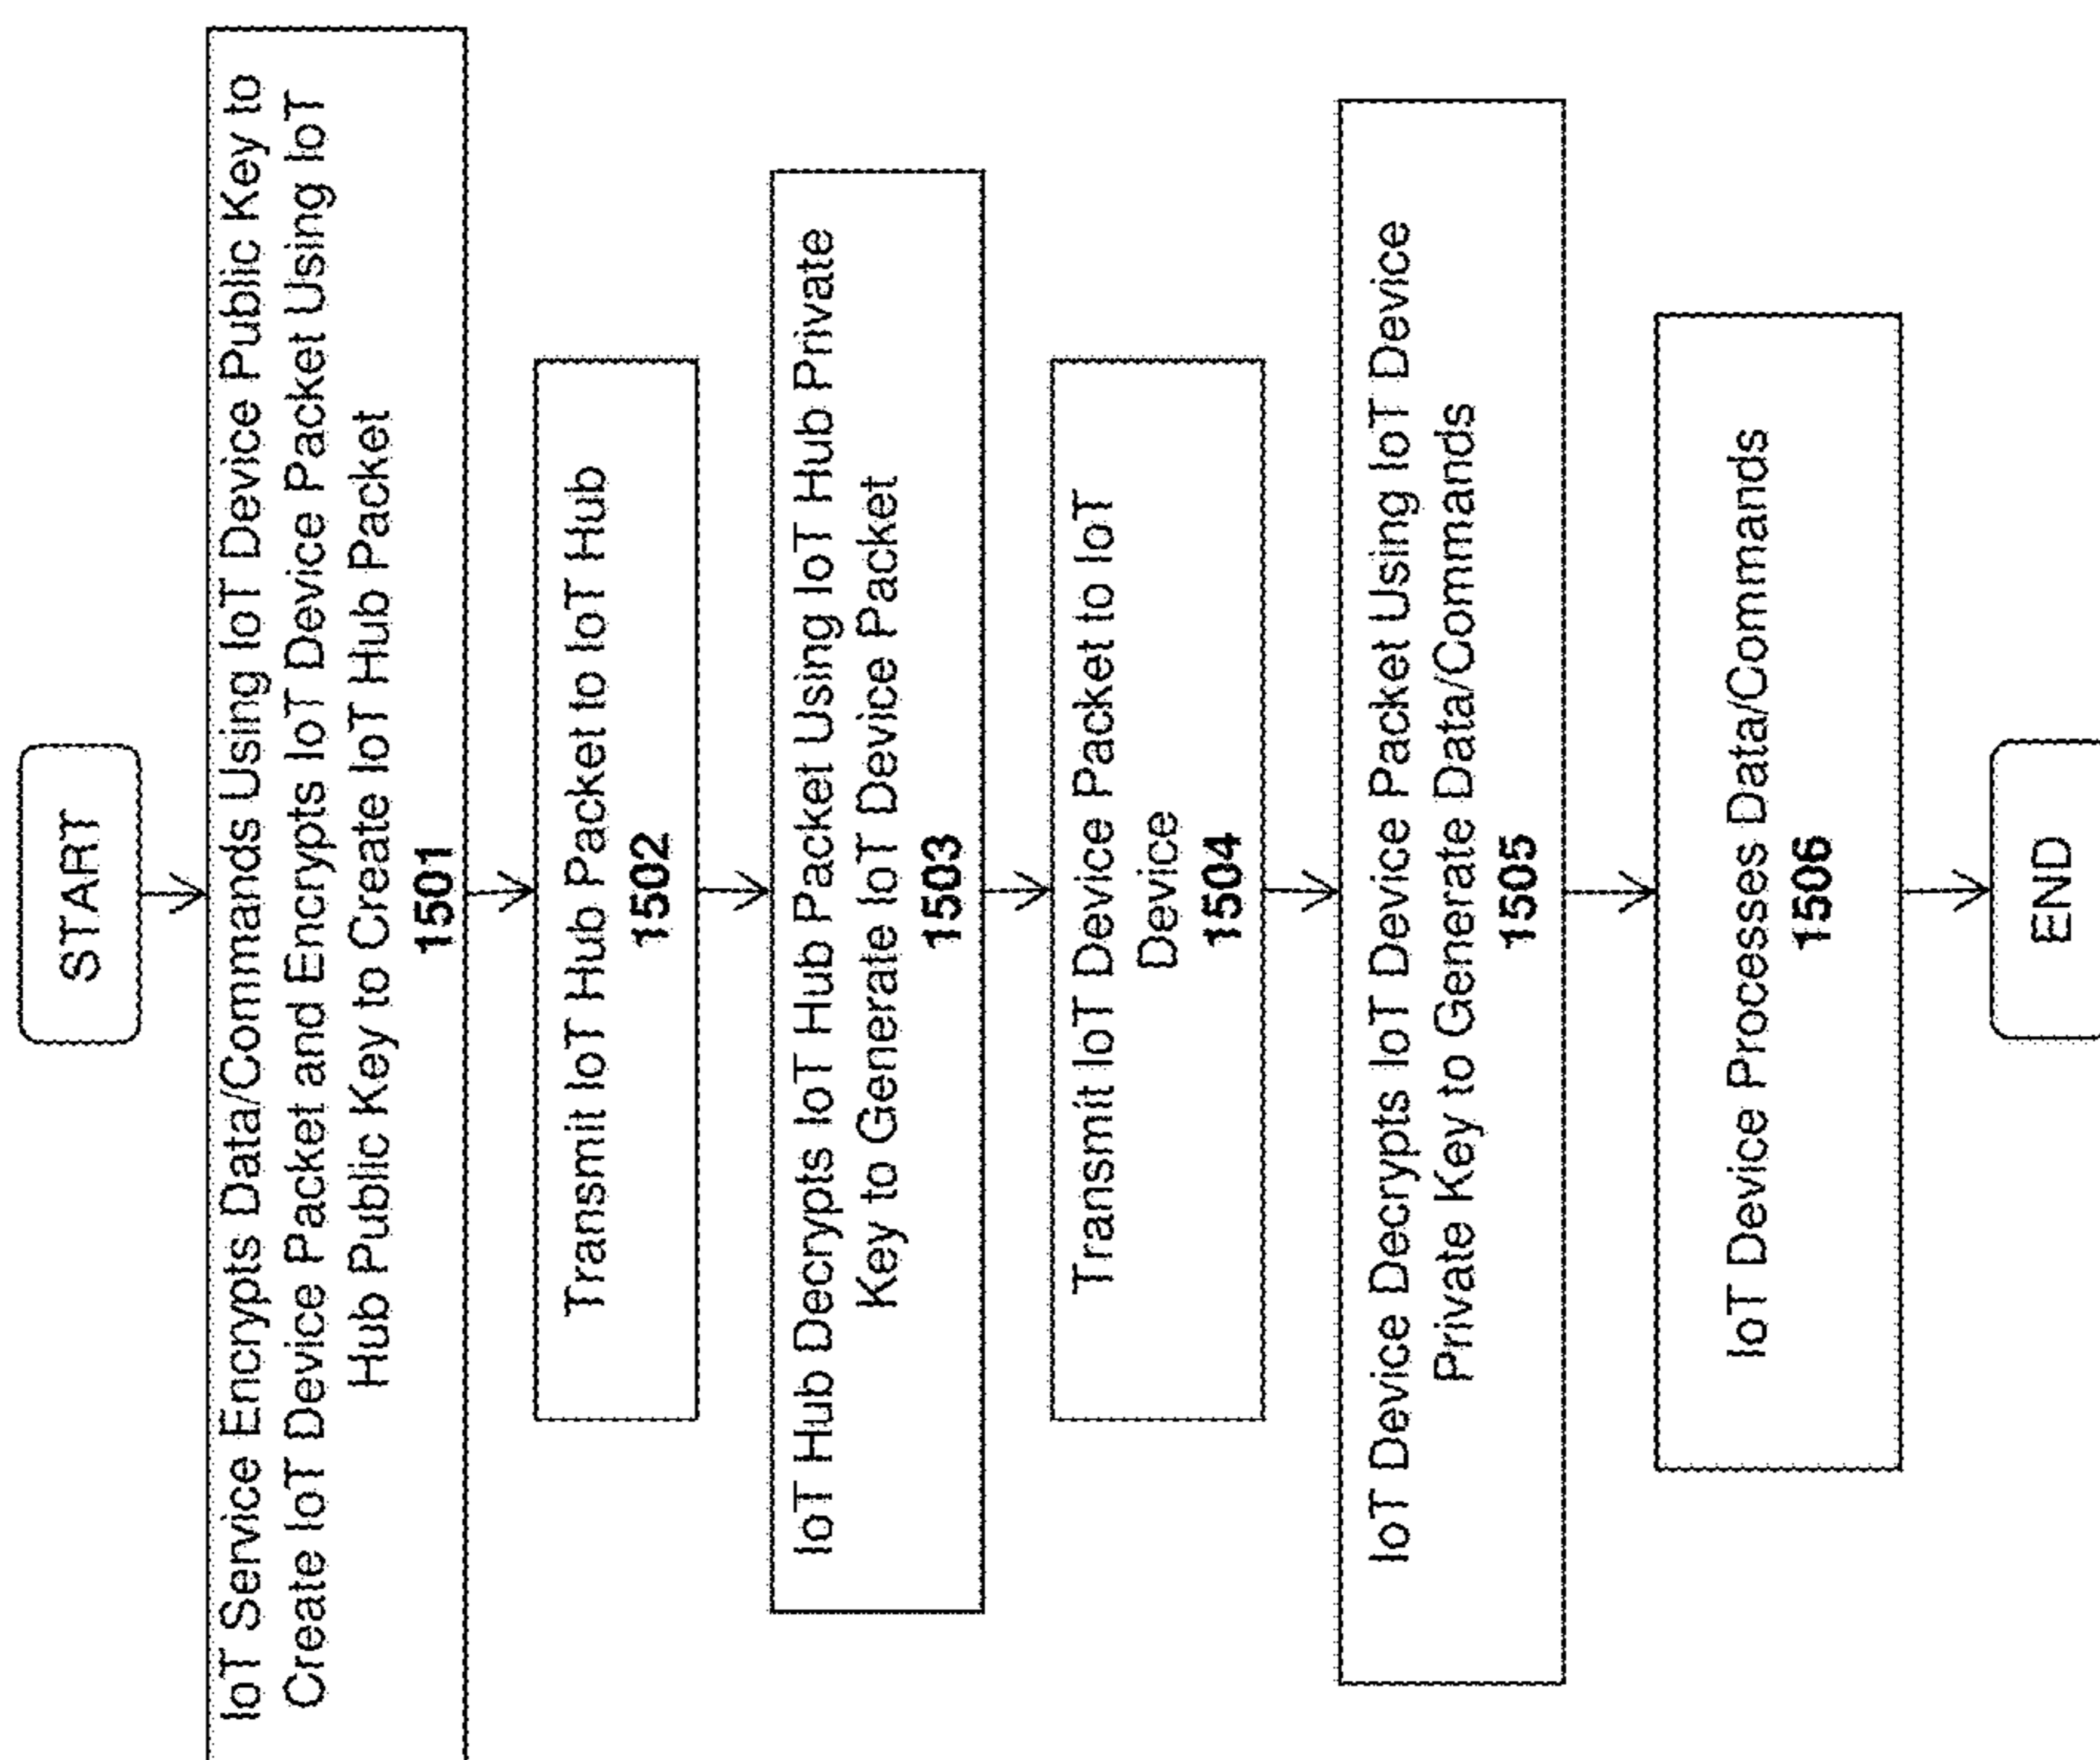 START
IoT Service Encrypts Data/Commands Using IoT Device Public Key to
Create IoT Device Packet and Encrypts IoT Device Packet Using IoT
Hub Public Key to Create IoT Hub Packet
1501
Transmit IoT Hub Packet to IoT Hub
1502
IoT Hub Decrypts IoT Hub Packet Using IoT Hub Private
Key to Generate IoT Device Packet
1503
Transmit IoT Device Packet to IoT
Device
1504
IoT Device Decrypts IoT Device Packet Using IoT Device
Private Key to Generate Data/Commands
1505
IoT Device Processes Data/Commands
1506
END